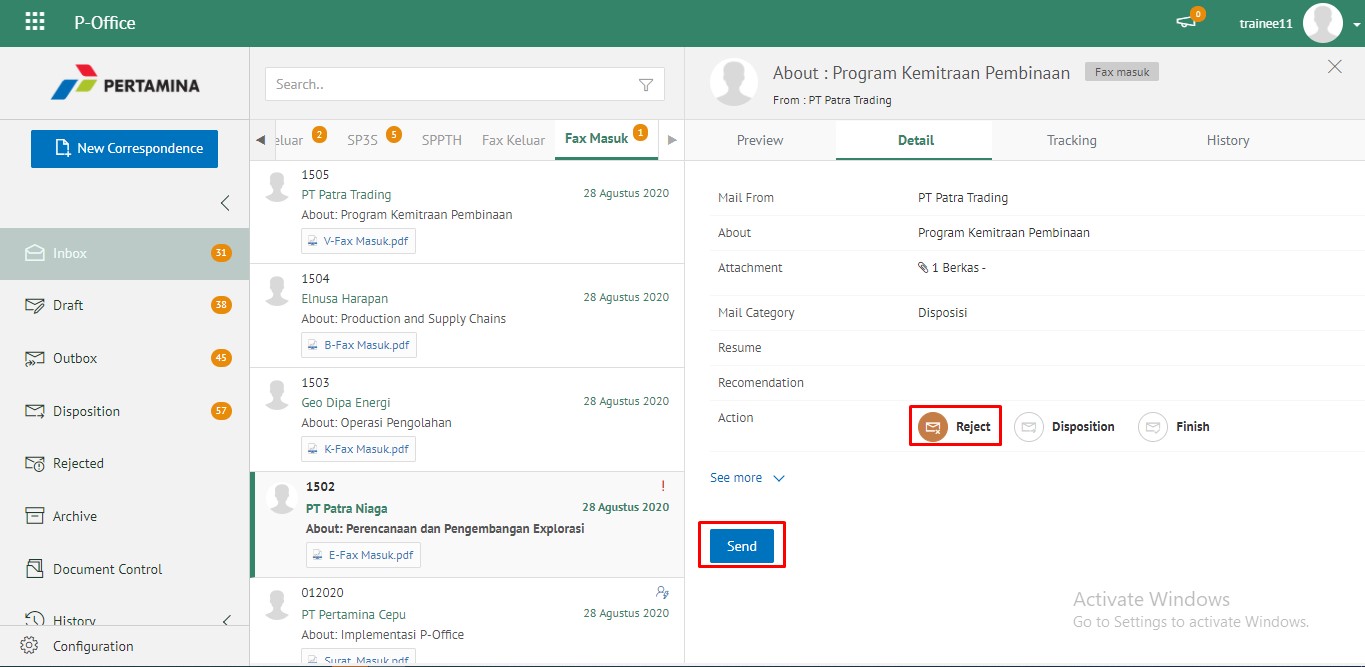 P-Office
0
trainee11
PERTAMINA
New Correspondence
Inbox
31
Draft
38
Outbox
45
Disposition
57
Rejected
Archive
Document Control
History
Configuration
Search..
eluar
2
SP3S
5
SPPTH
Fax Keluar
Fax Masuk
1
1505
PT Patra Trading
28 Agustus 2020
About: Program Kemitraan Pembinaan
V-Fax Masuk.pdf
1504
Elnusa Harapan
28 Agustus 2020
About: Production and Supply Chains
B-Fax Masuk.pdf
1503
Geo Dipa Energi
28 Agustus 2020
About: Operasi Pengolahan
K-Fax Masuk.pdf
1502
!
PT Patra Niaga
28 Agustus 2020
About: Perencanaan dan Pengembangan Explorasi
E-Fax Masuk.pdf
012020
PT Pertamina Cepu
28 Agustus 2020
About: Implementasi P-Office
Surat Masuk.pdf
About : Program Kemitraan Pembinaan
Fax masuk
From : PT Patra Trading
Preview
Detail
Tracking
History
Mail From
PT Patra Trading
About
Program Kemitraan Pembinaan
Attachment
1 Berkas -
Mail Category
Disposisi
Resume
Recomendation
Action
Reject
Disposition
Finish
See more
Send
Activate Windows
Go to Settings to activate Windows.